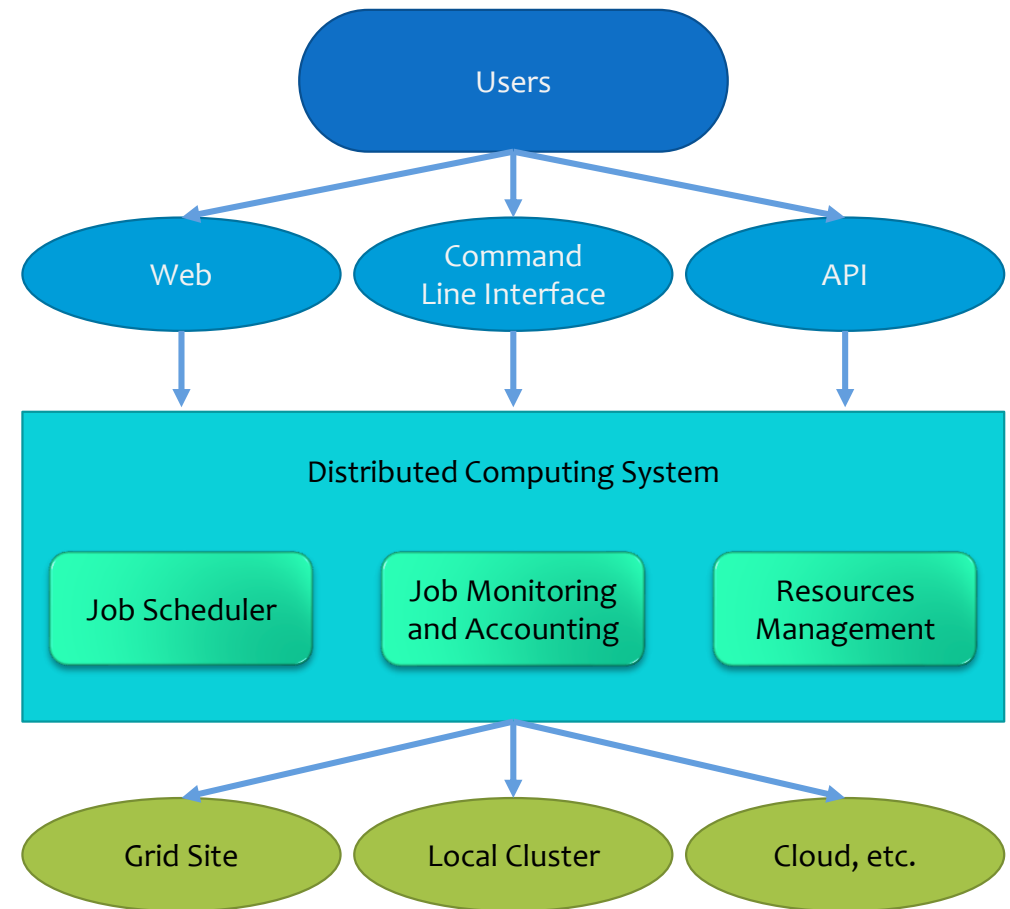 Users
Web
Command
Line Interface
API
Distributed Computing System
Job Scheduler
Job Monitoring
and Accounting
Resources
Management
Grid Site
Local Cluster
Cloud, etc.